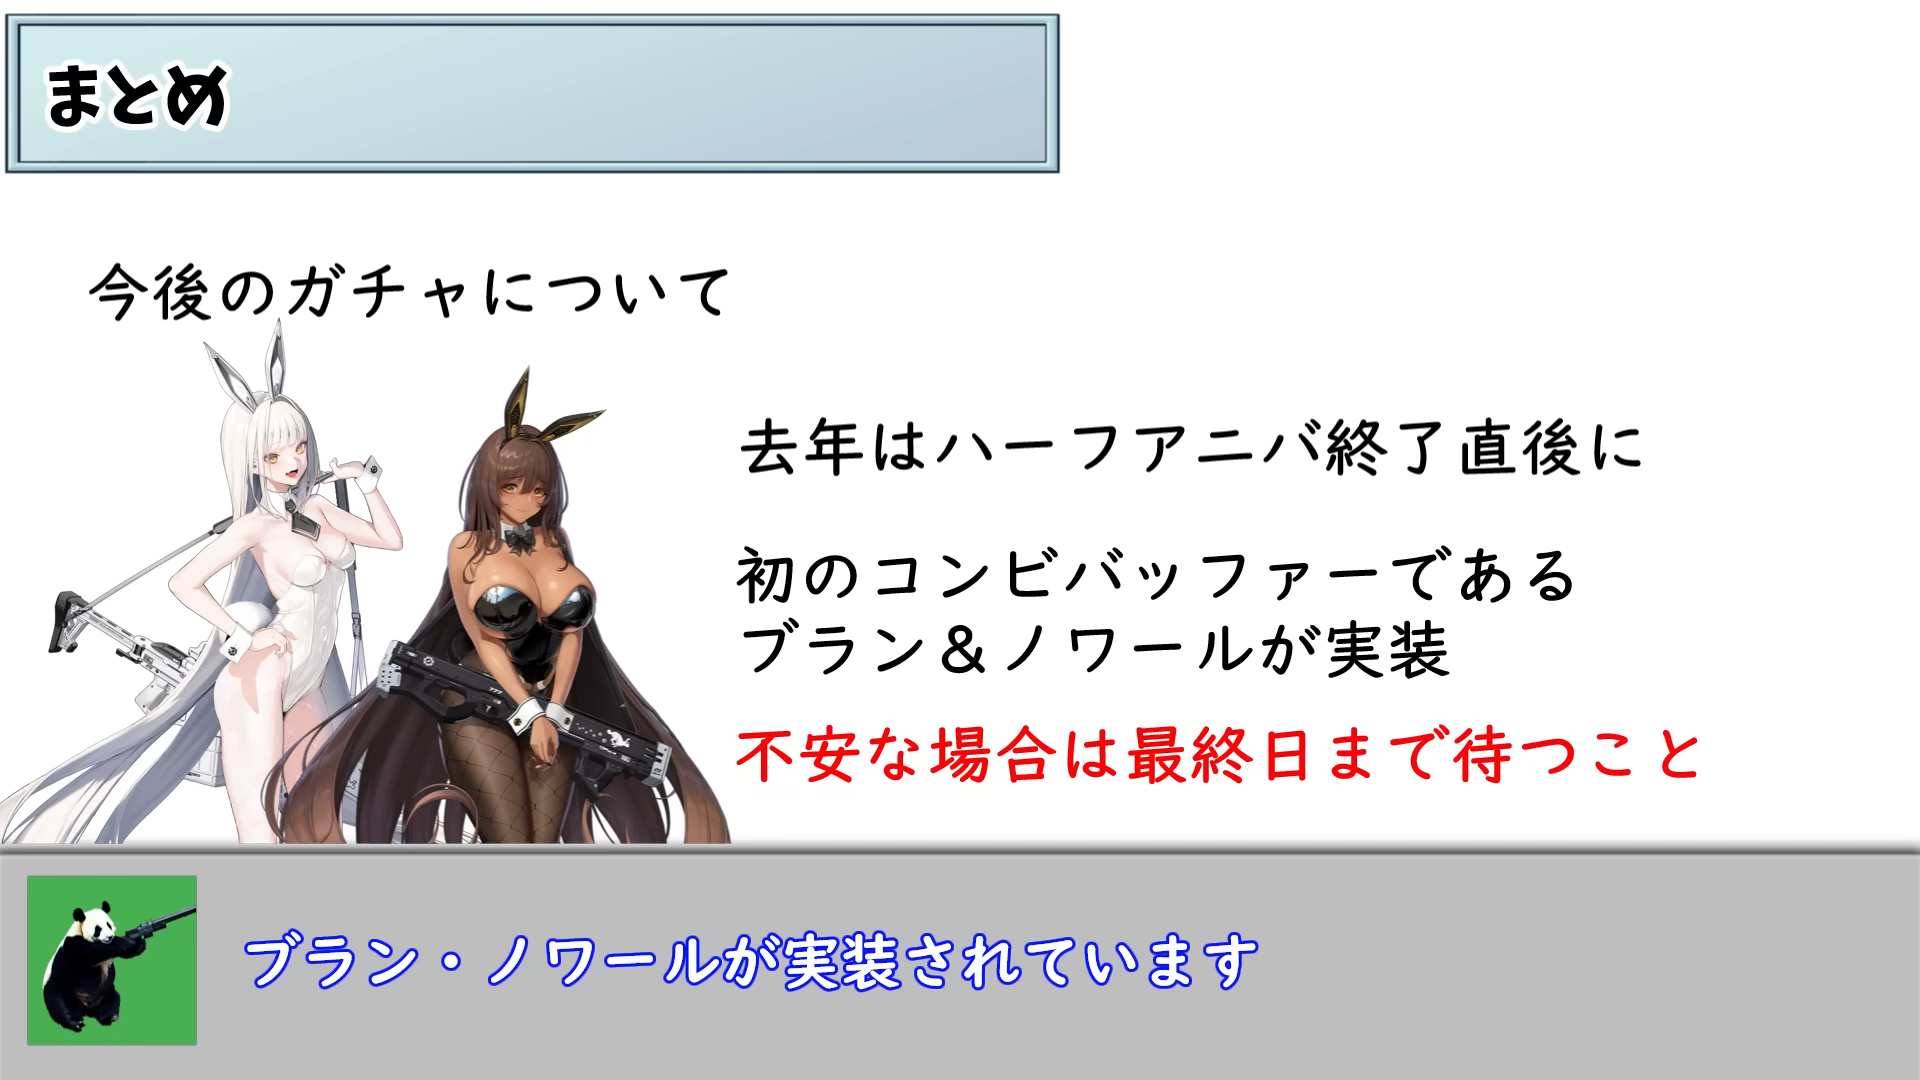 まとめ
今後のガチャについて
去年はハーフアニバ終了直後に
初のコンビバッファーである
ブラン＆ノワールが実装
不安な場合は最終日まで待つこと
ブラン・ノワールが実装されています